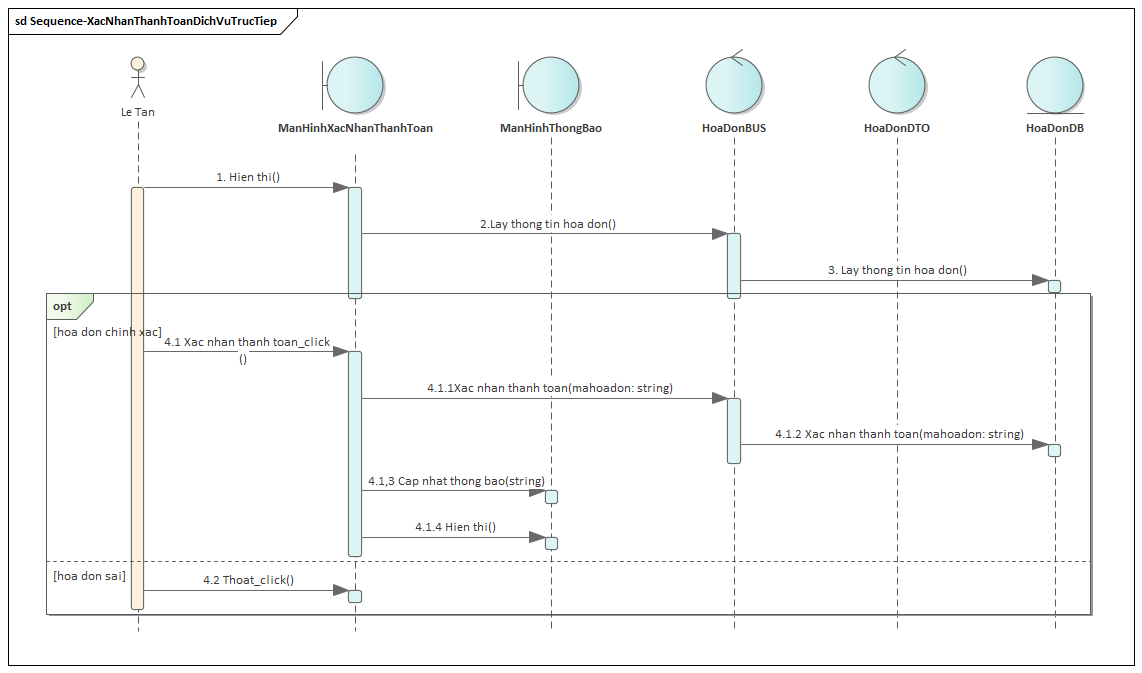 sd Sequence-XacNhanThanhToanDichVuTrucTiep
Le Tan
ManHinhXacNhanThanhToan
ManHinhThongBao
HoaDonBUS
HoaDonDTO
HoaDonDB
1. Hien thi()
2.Lay thong tin hoa don()
3. Lay thong tin hoa don()
opt
[hoa don chinh xac]
4.1 Xac nhan thanh toan_click
()
4.1.1Xac nhan thanh toan(mahoadon: string)
4.1.2 Xac nhan thanh toan(mahoadon: string)
4.1,3 Cap nhat thong bao(string)
4.1.4 Hien thi()
[hoa don sai]
4.2 Thoat_click()